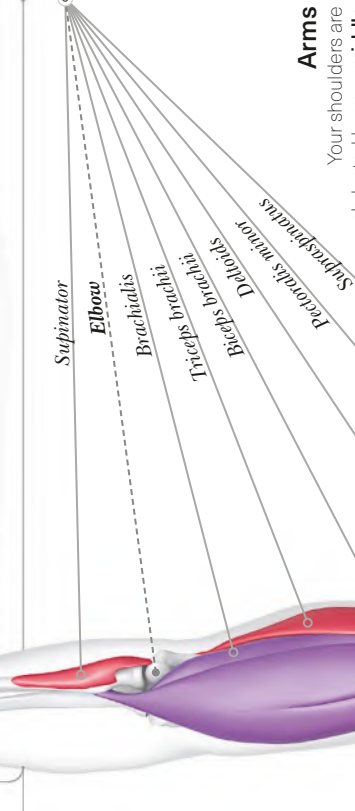 Arms
Your shoulders are
Supinator
Elbow
Brachialis
Triceps brachii
Biceps brachii
Deltoids
Pectoralis minor
Supraspinatus